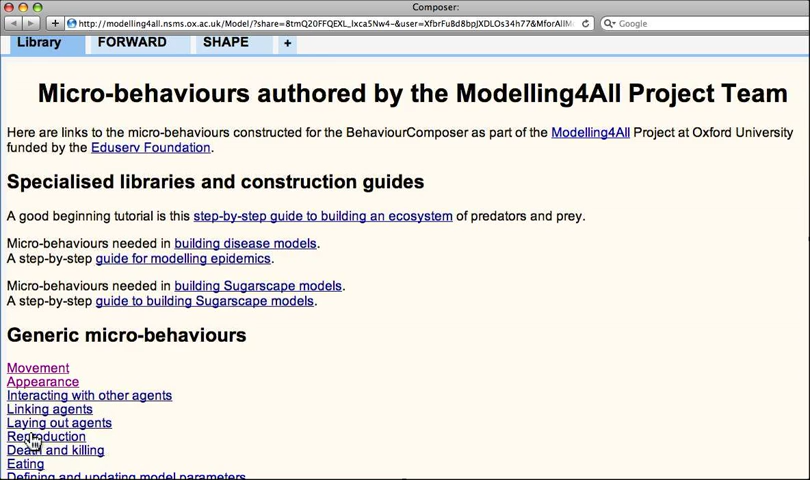 Composer:
http://modelling4all.nsms.ox.ac.uk/Model/?share=8tmQ20FFQEXL_lxca5Nw4-&user=XfbrFuBd8bpJXDLOs34h77&MforAllM
Google
Library FORWARD SHAPE +
Micro-behaviours authored by the Modelling4All Project Team
Here are links to the micro-behaviours constructed for the BehaviourComposer as part of the Modelling4All Project at Oxford University
funded by the Eduserv Foundation.
Specialised libraries and construction guides
A good beginning tutorial is this step-by-step guide to building an ecosystem of predators and prey.
Micro-behaviours needed in building disease models.
A step-by-step guide for modelling epidemics.
Micro-behaviours needed in building Sugarscape models.
A step-by-step guide to building Sugarscape models.
Generic micro-behaviours
Movement
Appearance
Interacting with other agents
Linking agents
Laying out agents
Reproduction
Death and killing
Eating
Defining and updating model parameters